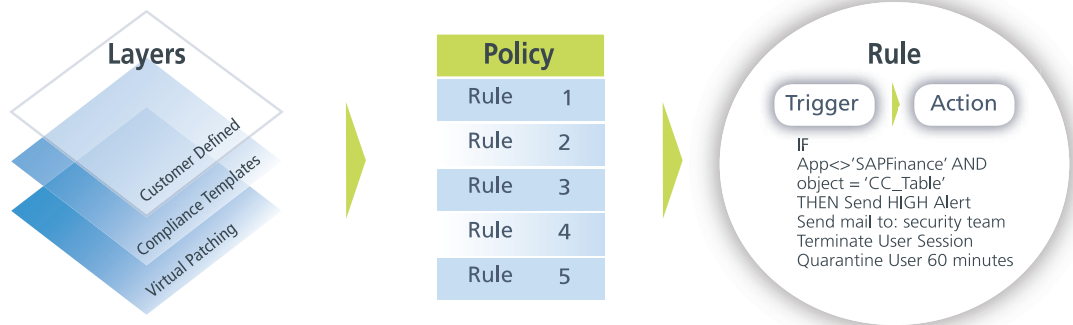 Layers
Customer Defined
Compliance Templates
Virtual Patching
Policy
Rule 1
Rule 2
Rule 3
Rule 4
Rule 5
Rule
Trigger
Action
IF
App<>'SAPFinance' AND
object = 'CC_Table'
THEN Send HIGH Alert
Send mail to: security team
Terminate User Session
Quarantine User 60 minutes